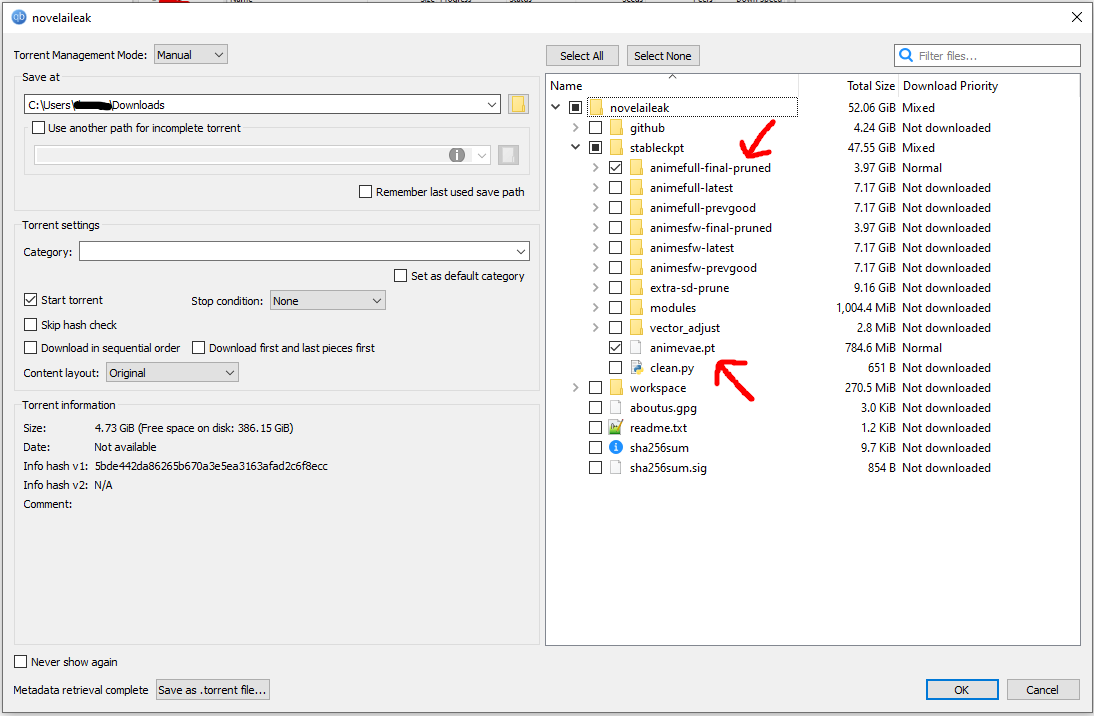 novelaileak
Torrent Management Mode: Manual
Save at
C:\Users\ \Downloads
Use another path for incomplete torrent
Remember last used save path
Torrent settings
Category:
Set as default category
Start torrent
Stop condition: None
Skip hash check
Download in sequential order
Download first and last pieces first
Content layout: Original
Torrent information
Size: 4.73 GiB (Free space on disk: 386.15 GiB)
Date: Not available
Info hash v1: 5bde442da86265b670a3e5ea3163afad2c6f8ecc
Info hash v2: N/A
Comment:
Never show again
Metadata retrieval complete Save as .torrent file...
Select All Select None Filter files...
Name Total Size Download Priority
novelaileak 52.06 GiB Mixed
github 4.24 GiB Not downloaded
stableckpt 47.55 GiB Mixed
animefull-final-pruned 3.97 GiB Normal
animefull-latest 7.17 GiB Not downloaded
animefull-prevgood 7.17 GiB Not downloaded
animesfw-final-pruned 3.97 GiB Not downloaded
animesfw-latest 7.17 GiB Not downloaded
animesfw-prevgood 7.17 GiB Not downloaded
extra-sd-prune 9.16 GiB Not downloaded
modules 1,004.4 MiB Not downloaded
vector_adjust 2.8 MiB Not downloaded
animevae.pt 784.6 MiB Normal
clean.py 651 B Not downloaded
workspace 270.5 MiB Not downloaded
aboutus.gpg 3.0 KiB Not downloaded
readme.txt 1.2 KiB Not downloaded
sha256sum 9.7 KiB Not downloaded
sha256sum.sig 854 B Not downloaded
OK Cancel